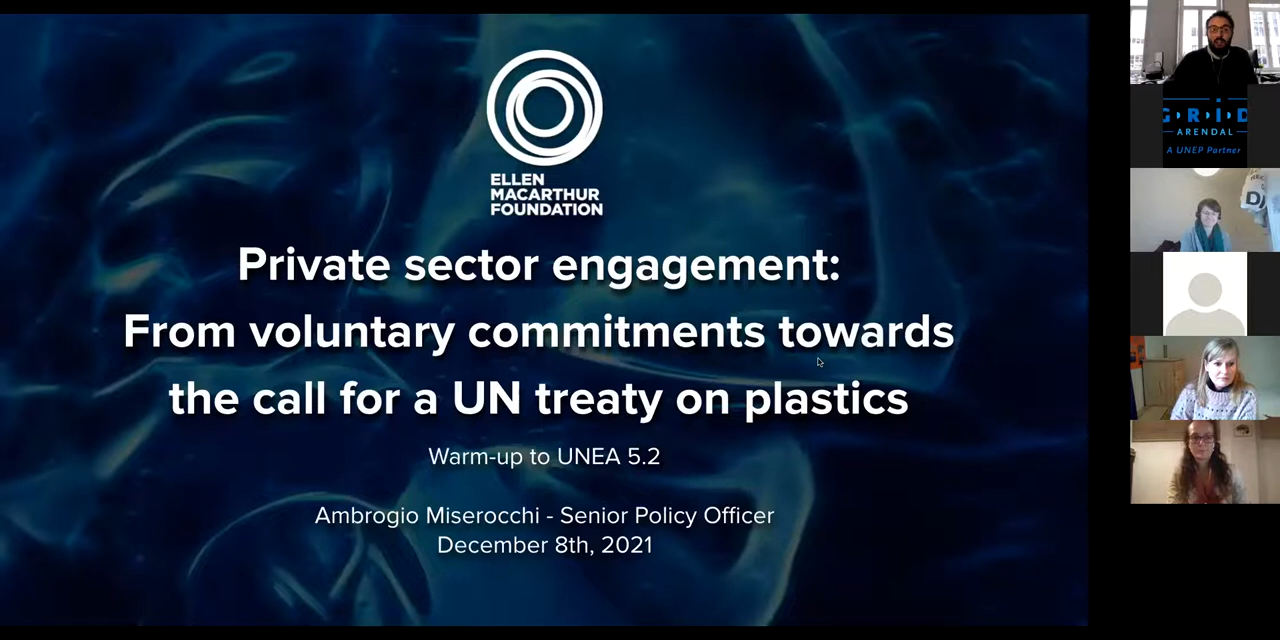 ELLEN
MACARTHUR
FOUNDATION
Private sector engagement:
From voluntary commitments towards
the call for a UN treaty on plastics
Warm-up to UNEA 5.2
Ambrogio Miserocchi - Senior Policy Officer
December 8th, 2021
GRID
ARENDAL
A UNEP Partner